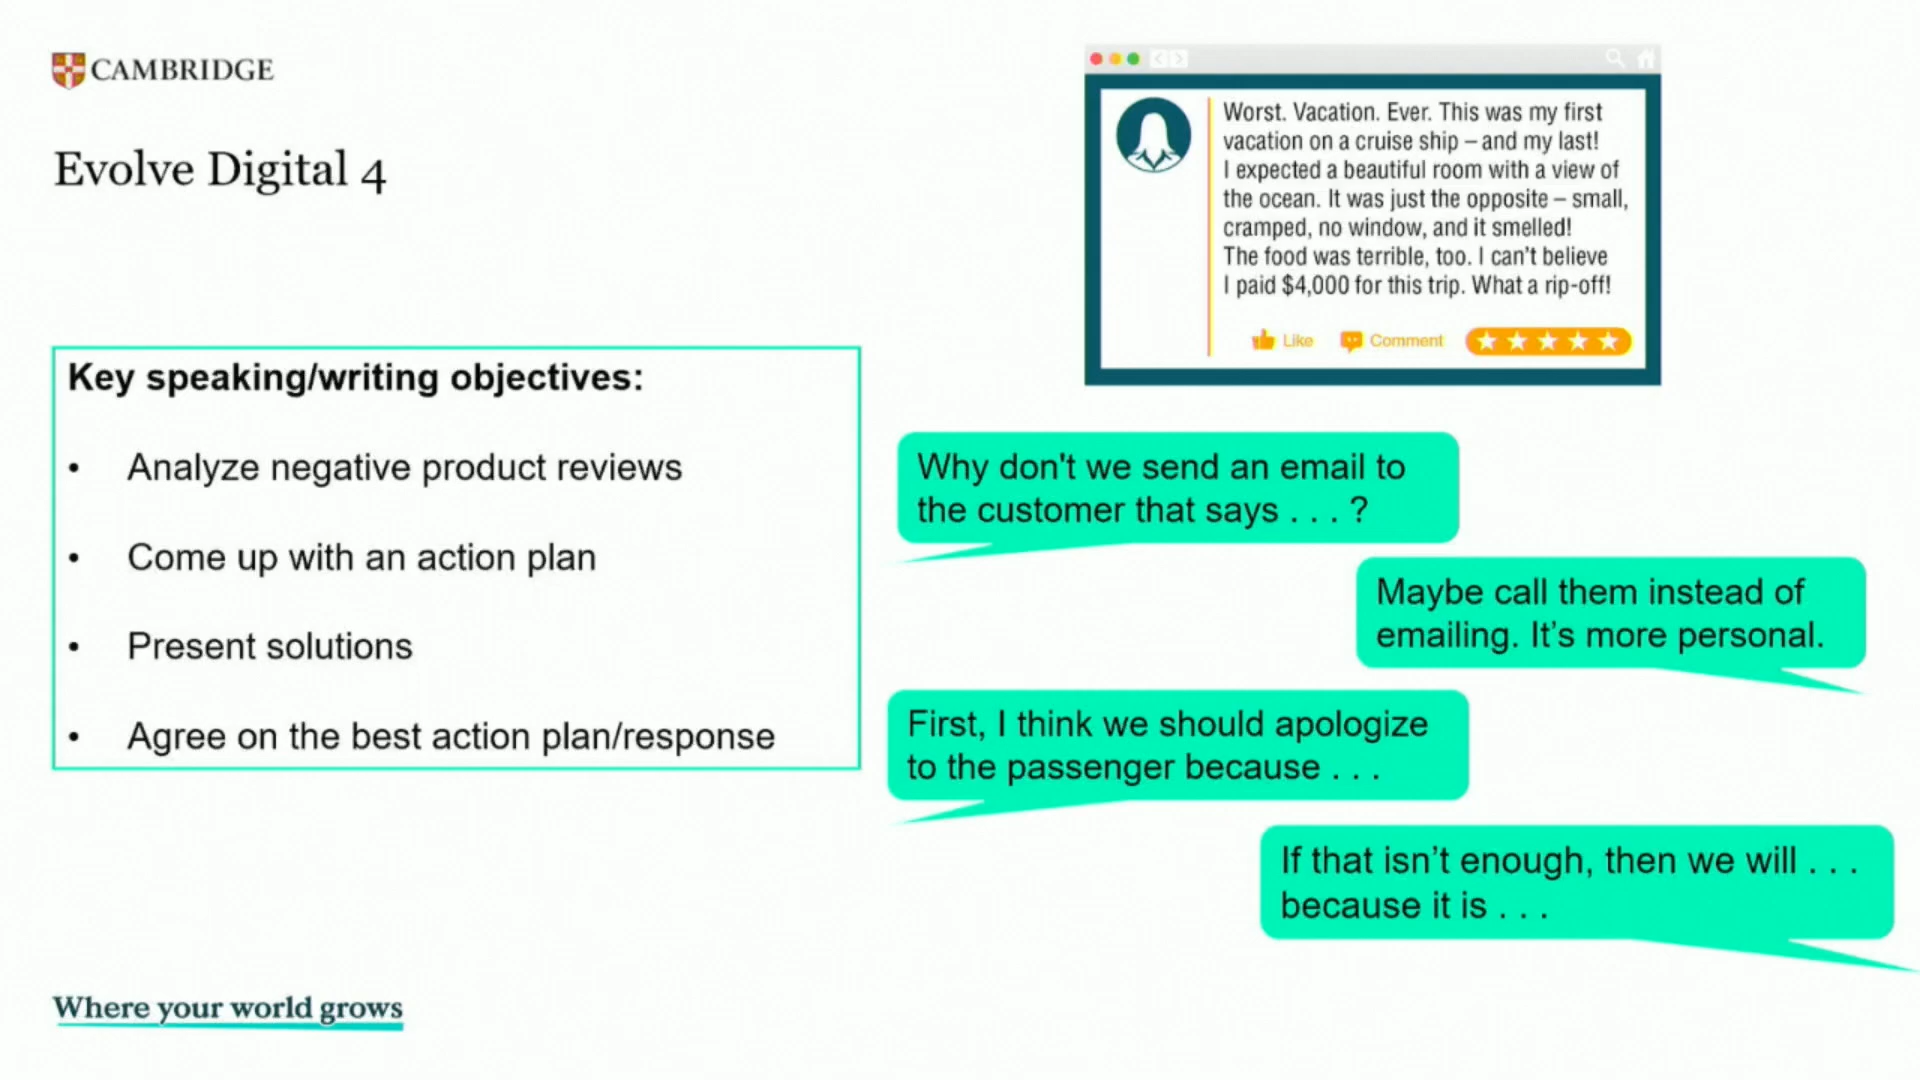 CAMBRIDGE
Evolve Digital 4
Worst. Vacation. Ever. This was my first
vacation on a cruise ship – and my last!
I expected a beautiful room with a view of
the ocean. It was just the opposite – small,
cramped, no window, and it smelled!
The food was terrible, too. I can't believe
I paid $4,000 for this trip. What a rip-off!
Like Comment
Key speaking/writing objectives:
• Analyze negative product reviews
• Come up with an action plan
• Present solutions
• Agree on the best action plan/response
Why don't we send an email to
the customer that says . . . ?
Maybe call them instead of
emailing. It’s more personal.
First, I think we should apologize
to the passenger because . . .
If that isn’t enough, then we will . . .
because it is . . .
Where your world grows